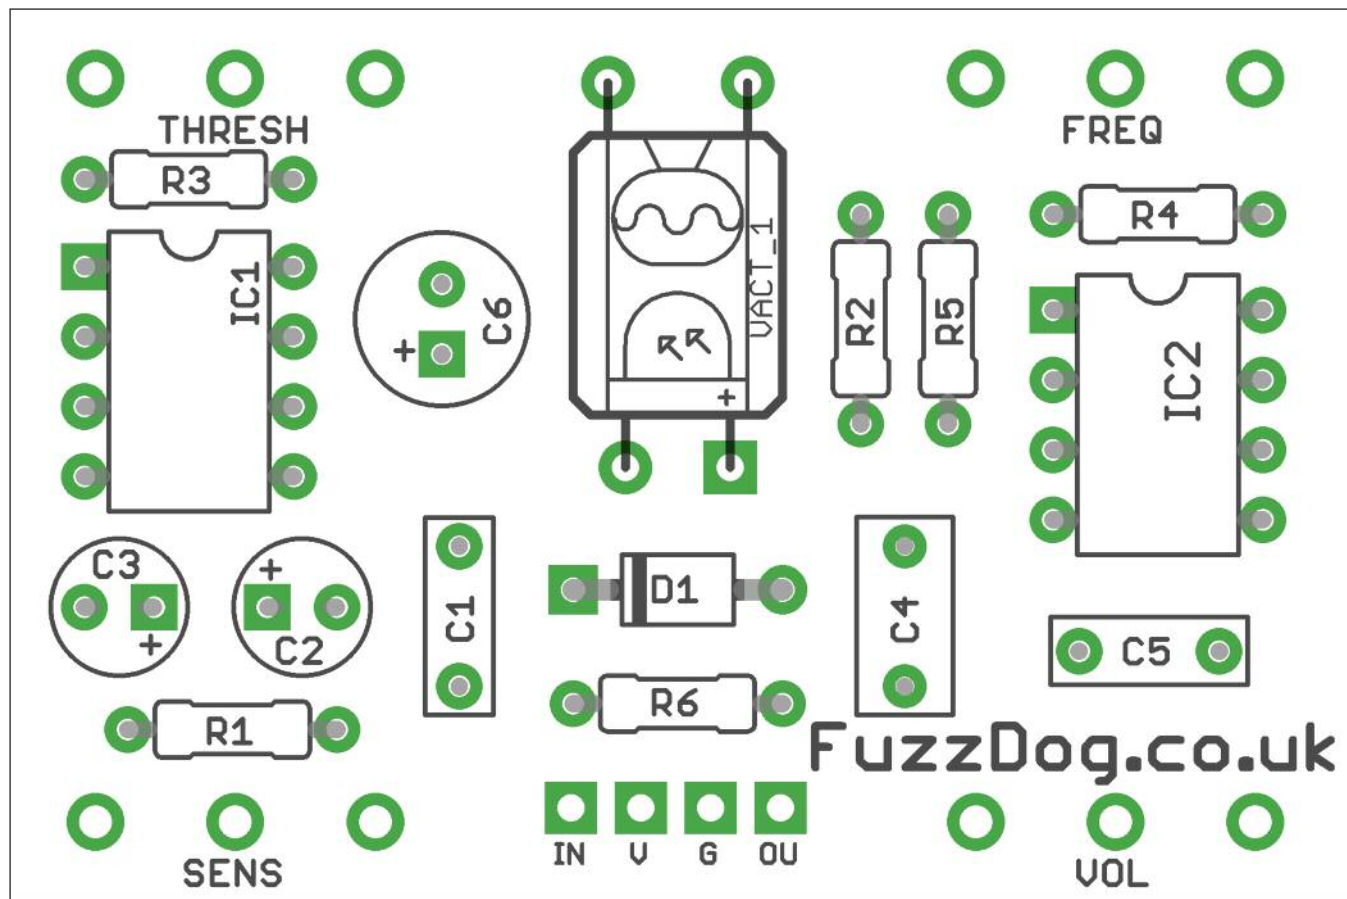 THRESH
FREQ
R3
R4
IC1
C6
+
VACT_1
+
R2
R5
IC2
C3
+
+
C2
C1
D1
C4
C5
R1
R6
FuzzDog.co.uk
IN V G OU
SENS
VOL